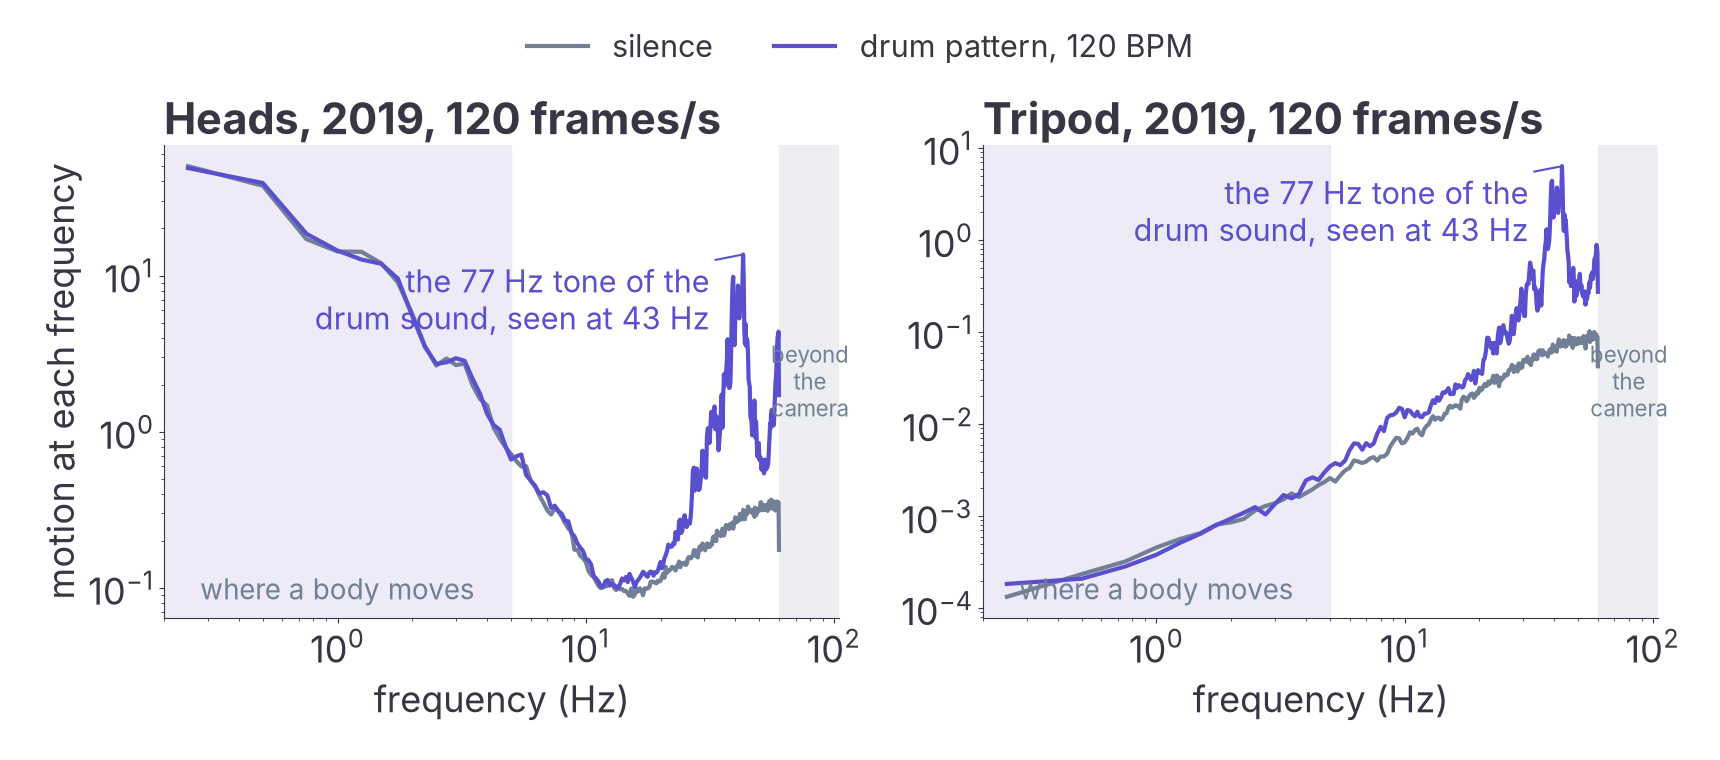 silence
drum pattern, 120 BPM
Heads, 2019, 120 frames/s
motion at each frequency
10¹
10⁰
10⁻¹
the 77 Hz tone of the
drum sound, seen at 43 Hz
beyond
the
camera
where a body moves
10⁰
10¹
10²
frequency (Hz)
Tripod, 2019, 120 frames/s
10¹
10⁰
10⁻¹
10⁻²
10⁻³
10⁻⁴
the 77 Hz tone of the
drum sound, seen at 43 Hz
beyond
the
camera
where a body moves
10⁰
10¹
10²
frequency (Hz)